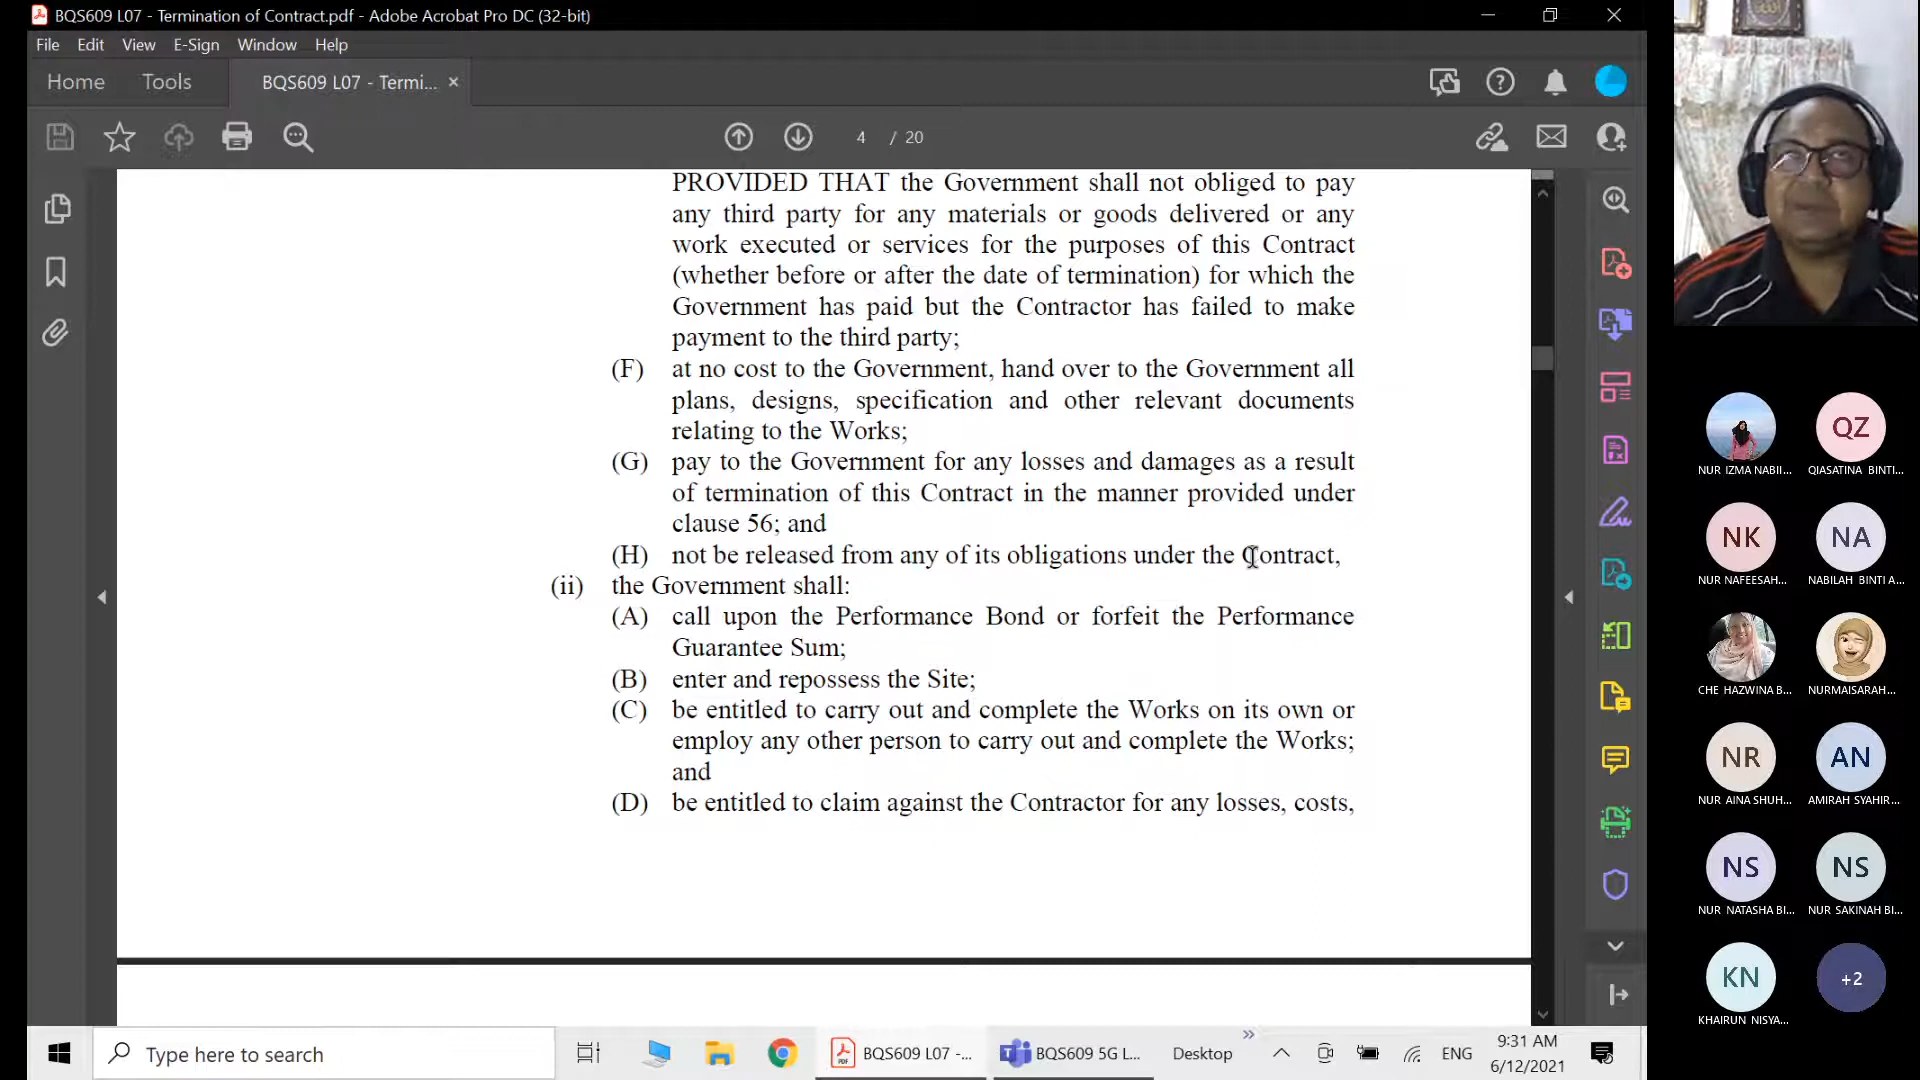 BQS609 L07 - Termination of Contract.pdf - Adobe Acrobat Pro DC (32-bit)
File Edit View E-Sign Window Help
Home Tools BQS609 L07 - Termi... ×
4 / 20
PROVIDED THAT the Government shall not obliged to pay
any third party for any materials or goods delivered or any
work executed or services for the purposes of this Contract
(whether before or after the date of termination) for which the
Government has paid but the Contractor has failed to make
payment to the third party;
(F) at no cost to the Government, hand over to the Government all
plans, designs, specification and other relevant documents
relating to the Works;
(G) pay to the Government for any losses and damages as a result
of termination of this Contract in the manner provided under
clause 56; and
(H) not be released from any of its obligations under the Contract,
(ii) the Government shall:
(A) call upon the Performance Bond or forfeit the Performance
Guarantee Sum;
(B) enter and repossess the Site;
(C) be entitled to carry out and complete the Works on its own or
employ any other person to carry out and complete the Works;
and
(D) be entitled to claim against the Contractor for any losses, costs,
QZ
NUR IZMA NABII... QIASATINA BINTI...
NK NA
NUR NAFEESAH... NABILAH BINTI A...
CHE HAZWINA B... NURMAISARAH...
NR AN
NUR AINA SHUH... AMIRAH SYAHIR...
NS NS
NUR NATASHA BI... NUR SAKINAH BI...
KN +2
KHAIRUN NISYA...
Type here to search
BQS609 L07 -... BQS609 5G L... Desktop » ENG 9:31 AM
6/12/2021